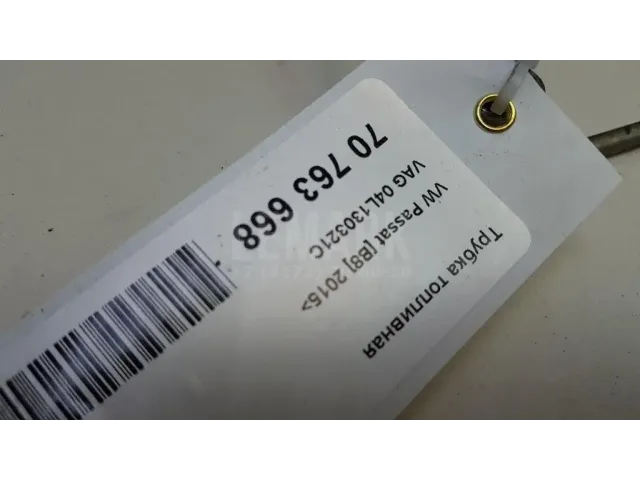 Трубка топливная
VW Passat [B8] 2015>
VAG 04L130321C
70 763 668